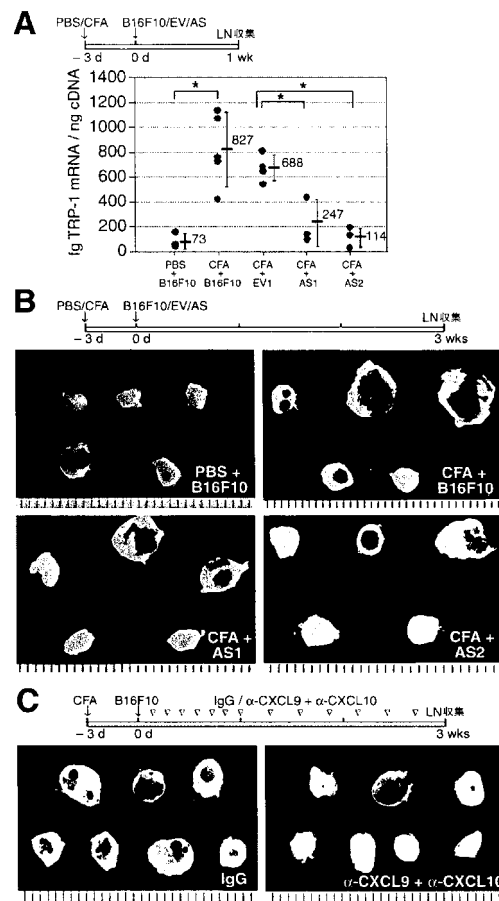 A
PBS/CFA B16F10/EV/AS LN収集
– 3 d 0 d 1 wk
fg TRP-1 mRNA / ng cDNA
1400
1200
1000
800
600
400
200
0
* * *
73
827
688
247
114
PBS + B16F10
CFA + B16F10
CFA + EV1
CFA + AS1
CFA + AS2
B
PBS/CFA B16F10/EV/AS LN収集
– 3 d 0 d 3 wks
PBS + B16F10
CFA + B16F10
CFA + AS1
CFA + AS2
C
CFA B16F10 IgG / α-CXCL9 + α-CXCL10 LN収集
– 3 d 0 d 3 wks
IgG
α-CXCL9 + α-CXCL10